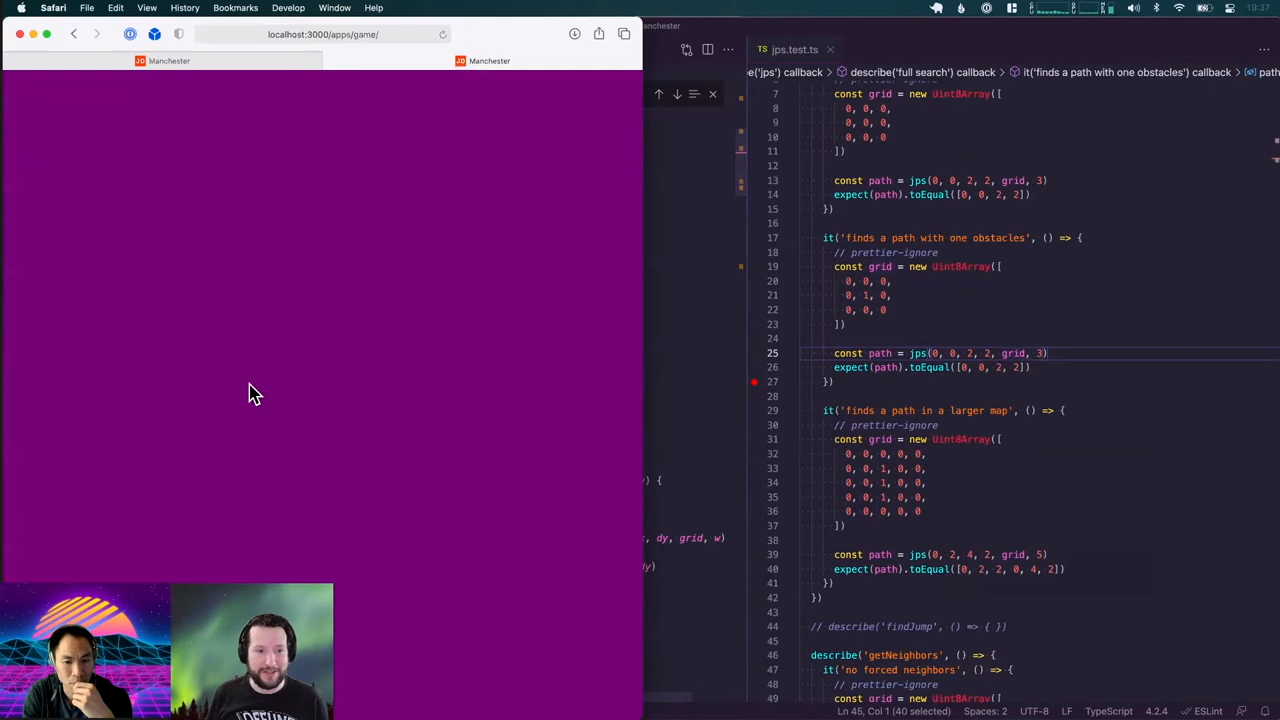 Safari File Edit View History Bookmarks Develop Window Help 19:37
localhost:3000/apps/game/
JD Manchester
JD Manchester
nchester
TS jps.test.ts
e('jps') callback describe('full search') callback it('finds a path with one obstacles') callback path
7 const grid = new Uint8Array([
8 0, 0, 0,
9 0, 0, 0,
10 0, 0, 0
11 ])
12
13 const path = jps(0, 0, 2, 2, grid, 3)
14 expect(path).toEqual([0, 0, 2, 2])
15 })
16
17 it('finds a path with one obstacles', () => {
18 // prettier-ignore
19 const grid = new Uint8Array([
20 0, 0, 0,
21 0, 1, 0,
22 0, 0, 0
23 ])
24
25 const path = jps(0, 0, 2, 2, grid, 3)
26 expect(path).toEqual([0, 0, 2, 2])
27 })
28
29 it('finds a path in a larger map', () => {
30 // prettier-ignore
31 const grid = new Uint8Array([
32 0, 0, 0, 0, 0,
33 0, 0, 1, 0, 0,
34 0, 0, 1, 0, 0,
35 0, 0, 1, 0, 0,
36 0, 0, 0, 0, 0
37 ])
38
39 const path = jps(0, 2, 4, 2, grid, 5)
40 expect(path).toEqual([0, 2, 2, 0, 4, 2])
41 })
42 })
43
44 // describe('findJump', () => { })
45
46 describe('getNeighbors', () => {
47 it('no forced neighbors', () => {
48 // prettier-ignore
49 const grid = new Uint8Array([
) {
, dy, grid, w)
dy)
Ln 45, Col 1 (40 selected) Spaces: 2 UTF-8 LF TypeScript 4.2.4 ESLint